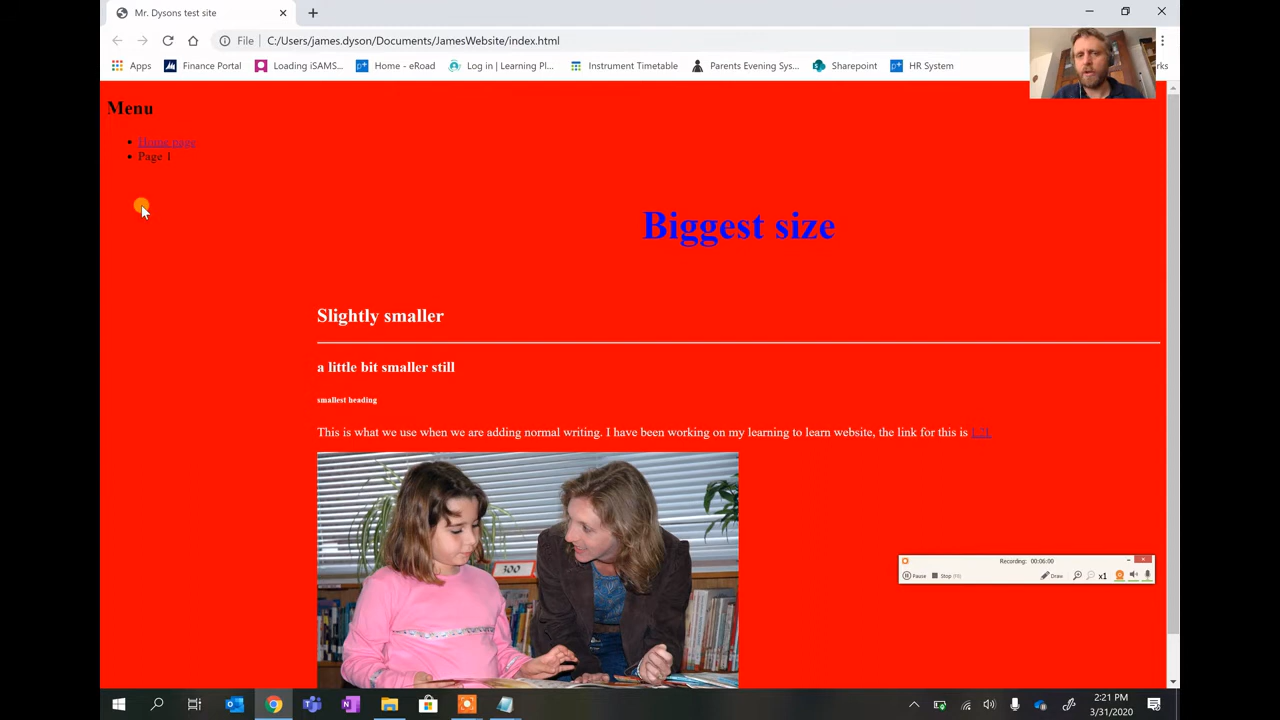 Mr. Dysons test site
File C:/Users/james.dyson/Documents/JamesWebsite/index.html
Apps Finance Portal Loading iSAMS... Home - eRoad Log in | Learning Pl... Instrument Timetable Parents Evening Sys... Sharepoint HR System
Menu
Home page
Page 1
Biggest size
Slightly smaller
a little bit smaller still
smallest heading
This is what we use when we are adding normal writing. I have been working on my learning to learn website, the link for this is
300
Recording: 00:06:00
Pause Stop Draw x1
2:21 PM
3/31/2020